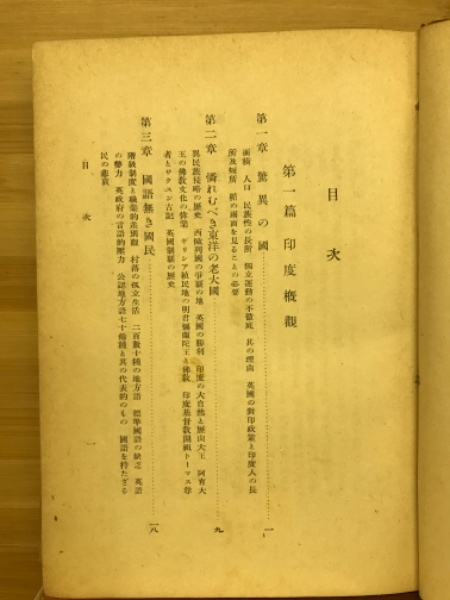 目次
第一篇 印度概觀
第一章 驚異の國 一
面積 人口 民族性の長所 獨立運動の不徹底 其の理由 英國の對印政策と印度人の長
所及短所 楯の兩面を見ることの必要
第二章 憐れむべき東洋の老大國 九
異民族侵略の歷史 西歐列國の爭覇の地 英國の勝利 印度の大自然と歷山大王 阿育大
王の佛敎文化の偉業 ギリシア植民地の明君彌蘭陀王と佛敎 印度基督敎開祖トーマス尊
者とサクユン古記 英國制覇の歷史
第三章 國語無き國民 一八
階級制度と職業的差別觀 村落の孤立生活 二百數十種の地方語 標準國語の缺乏 英語
の勢力 英政府の言語的壓力 公認地方語七十餘種と其の代表的のもの 國語を持たざる
民の悲哀
目次 一